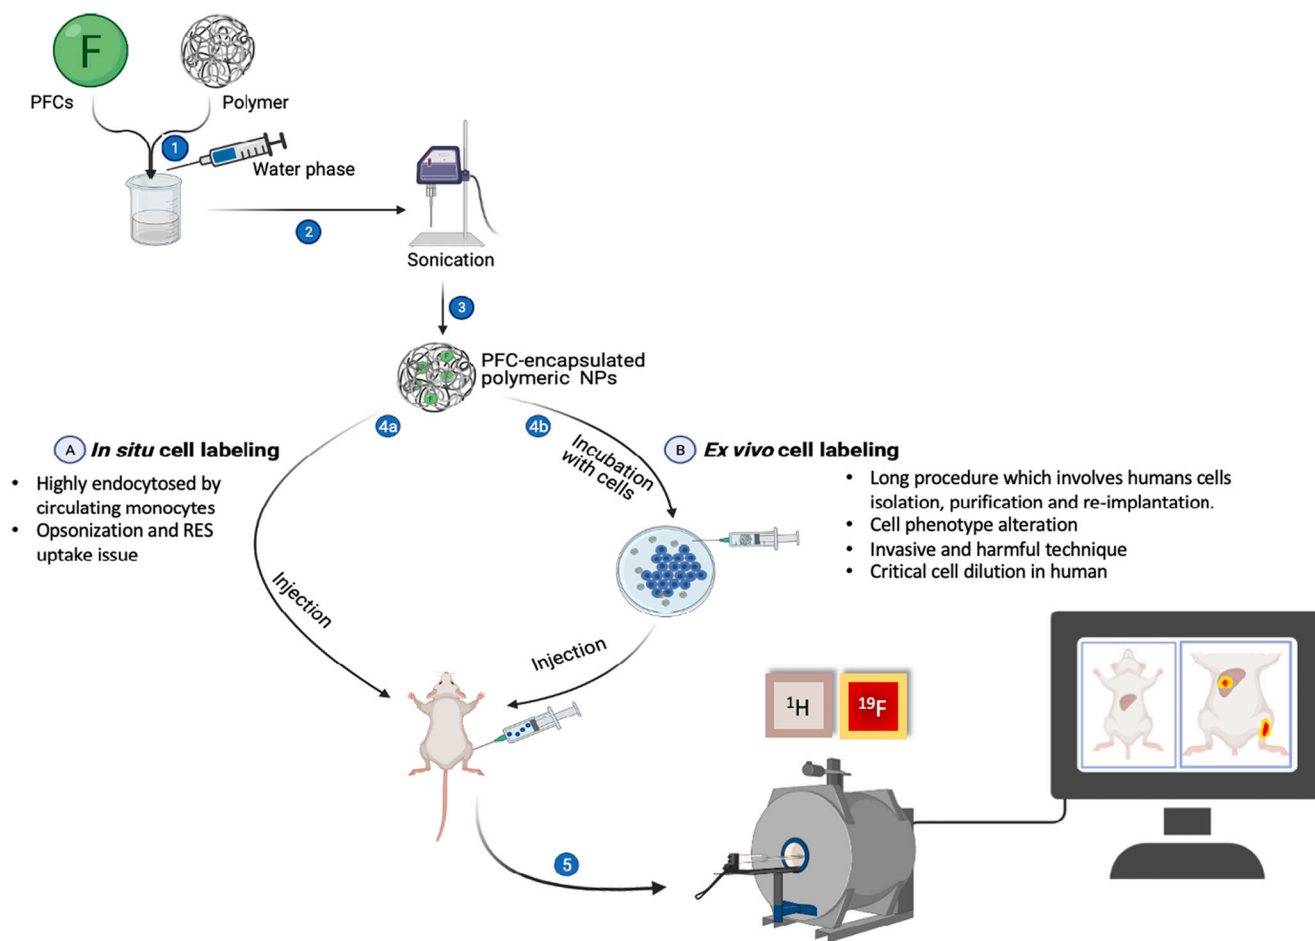 F
PFCs
Polymer
1
Water phase
2
Sonication
3
F
F
F
F
PFC-encapsulated
polymeric NPs
4a
4b
A In situ cell labeling
• Highly endocytosed by
circulating monocytes
• Opsonization and RES
uptake issue
Incubation
with cells
B Ex vivo cell labeling
• Long procedure which involves humans cells
isolation, purification and re-implantation.
• Cell phenotype alteration
• Invasive and harmful technique
• Critical cell dilution in human
Injection
Injection
¹H
¹⁹F
5